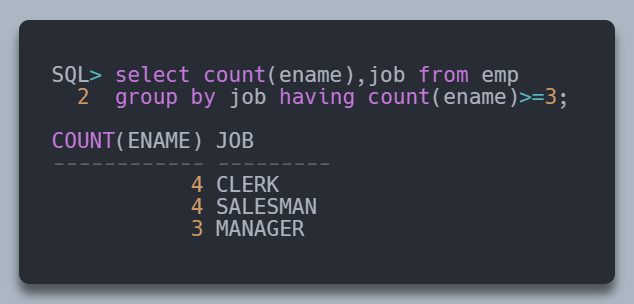 SQL> select count(ename),job from emp
  2  group by job having count(ename)>=3;

COUNT(ENAME) JOB
------------ ---------
           4 CLERK
           4 SALESMAN
           3 MANAGER